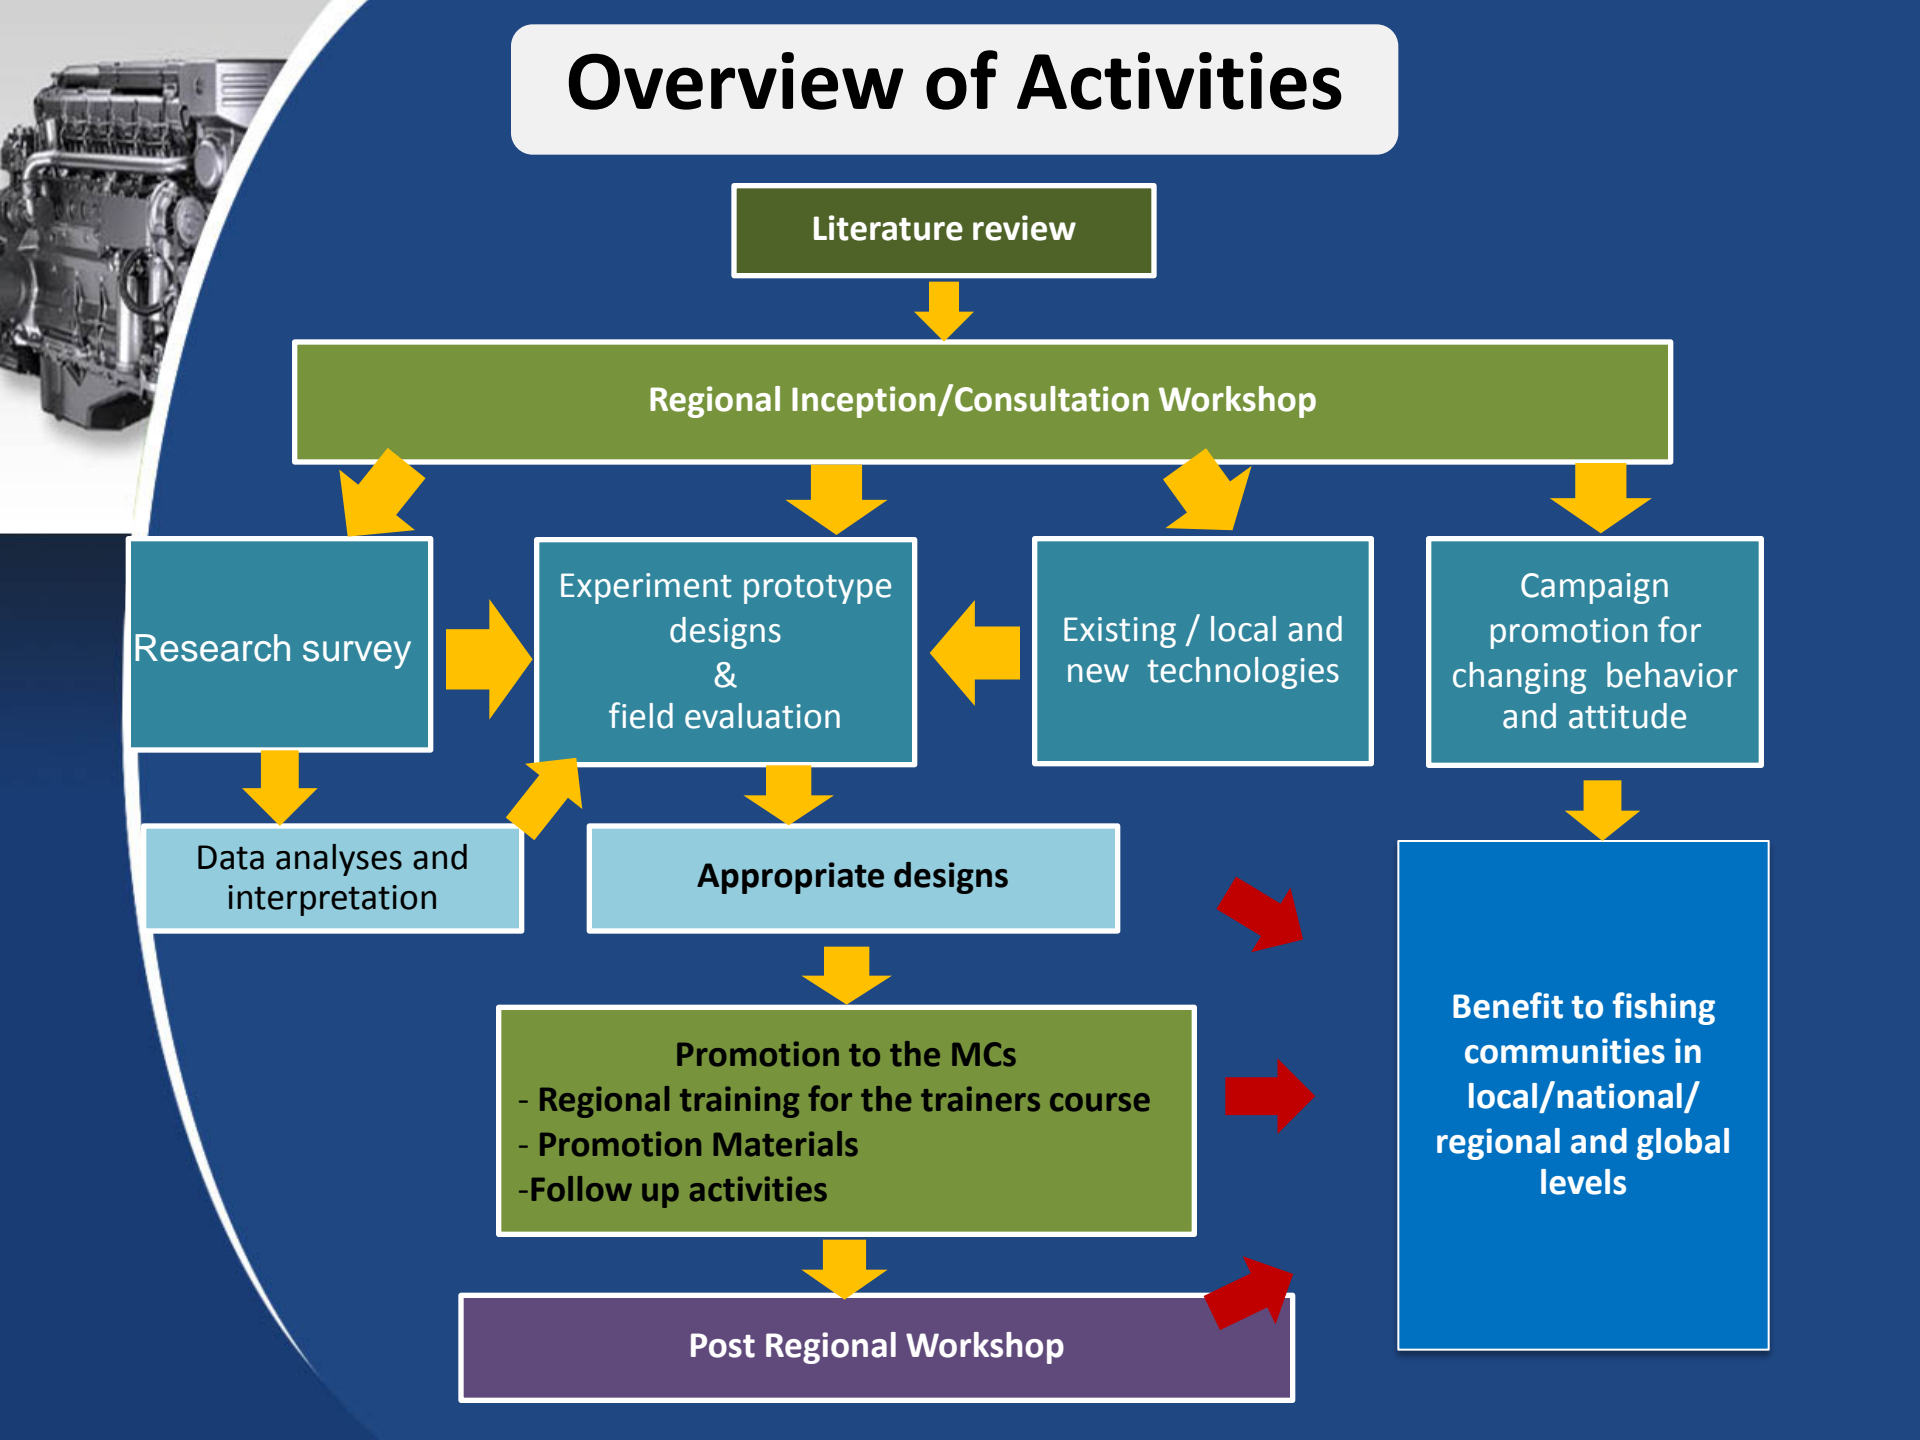 Overview of Activities
Literature review
Regional Inception/Consultation Workshop
Research survey
Experiment prototype
designs
&
field evaluation
Existing / local and
new technologies
Campaign
promotion for
changing behavior
and attitude
Data analyses and
interpretation
Appropriate designs
Promotion to the MCs
- Regional training for the trainers course
- Promotion Materials
-Follow up activities
Benefit to fishing
communities in
local/national/
regional and global
levels
Post Regional Workshop